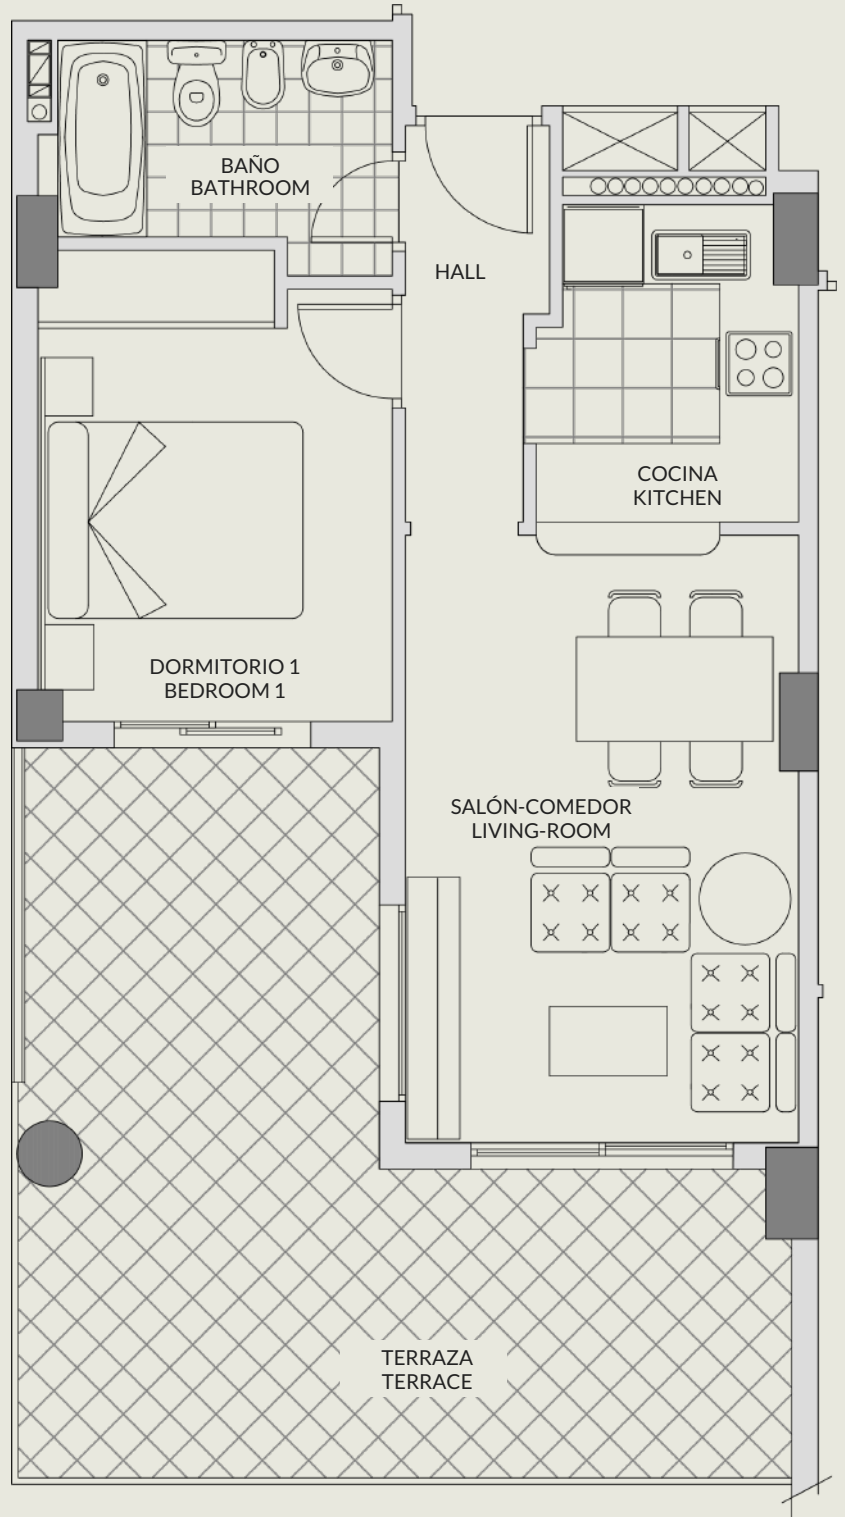 BAÑO
BATHROOM
HALL
COCINA
KITCHEN
DORMITORIO 1
BEDROOM 1
SALÓN-COMEDOR
LIVING-ROOM
TERRAZA
TERRACE